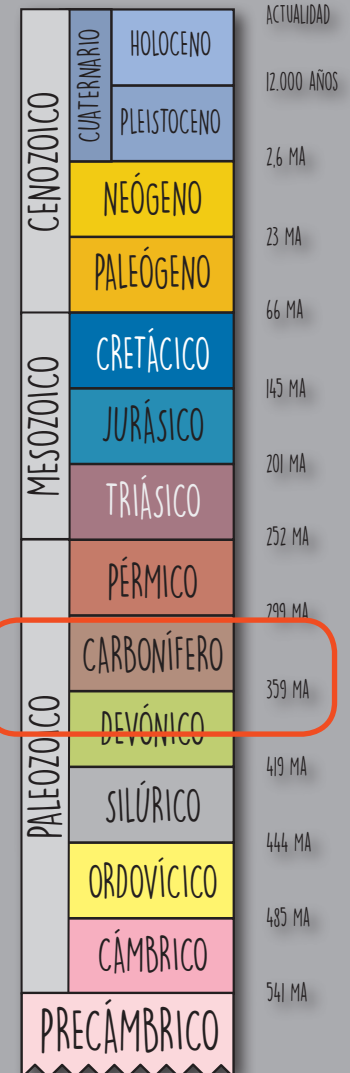 ACTUALIDAD
HOLOCENO
12.000 AÑOS
CUATERNARIO
PLEISTOCENO
2,6 MA
CENOZOICO
NEÓGENO
23 MA
PALEÓGENO
66 MA
CRETÁCICO
145 MA
MESOZOICO
JURÁSICO
201 MA
TRIÁSICO
252 MA
PÉRMICO
299 MA
CARBONÍFERO
359 MA
DEVÓNICO
419 MA
PALEOZOICO
SILÚRICO
444 MA
ORDOVÍCICO
485 MA
CÁMBRICO
541 MA
PRECÁMBRICO